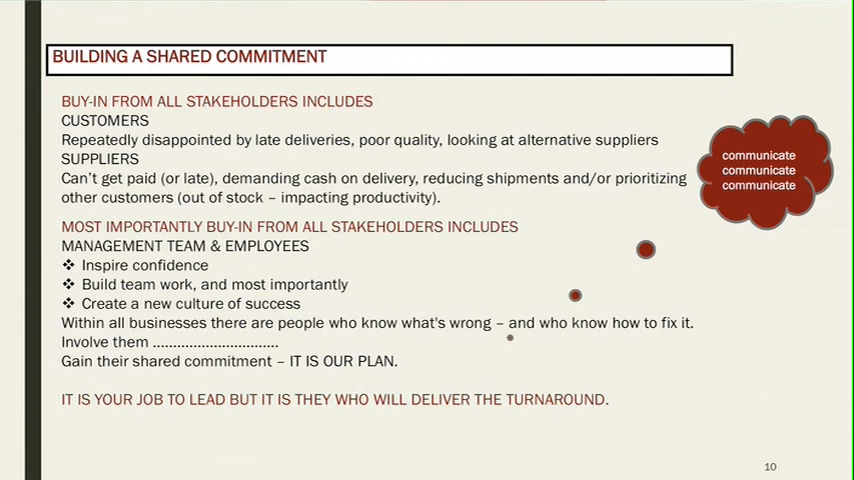 BUILDING A SHARED COMMITMENT
BUY-IN FROM ALL STAKEHOLDERS INCLUDES
CUSTOMERS
Repeatedly disappointed by late deliveries, poor quality, looking at alternative suppliers
SUPPLIERS
Can't get paid (or late), demanding cash on delivery, reducing shipments and/or prioritizing
other customers (out of stock – impacting productivity).
MOST IMPORTANTLY BUY-IN FROM ALL STAKEHOLDERS INCLUDES
MANAGEMENT TEAM & EMPLOYEES
❖ Inspire confidence
❖ Build team work, and most importantly
❖ Create a new culture of success
Within all businesses there are people who know what's wrong – and who know how to fix it.
Involve them ...............................
Gain their shared commitment – IT IS OUR PLAN.
IT IS YOUR JOB TO LEAD BUT IT IS THEY WHO WILL DELIVER THE TURNAROUND.
communicate
communicate
communicate
10